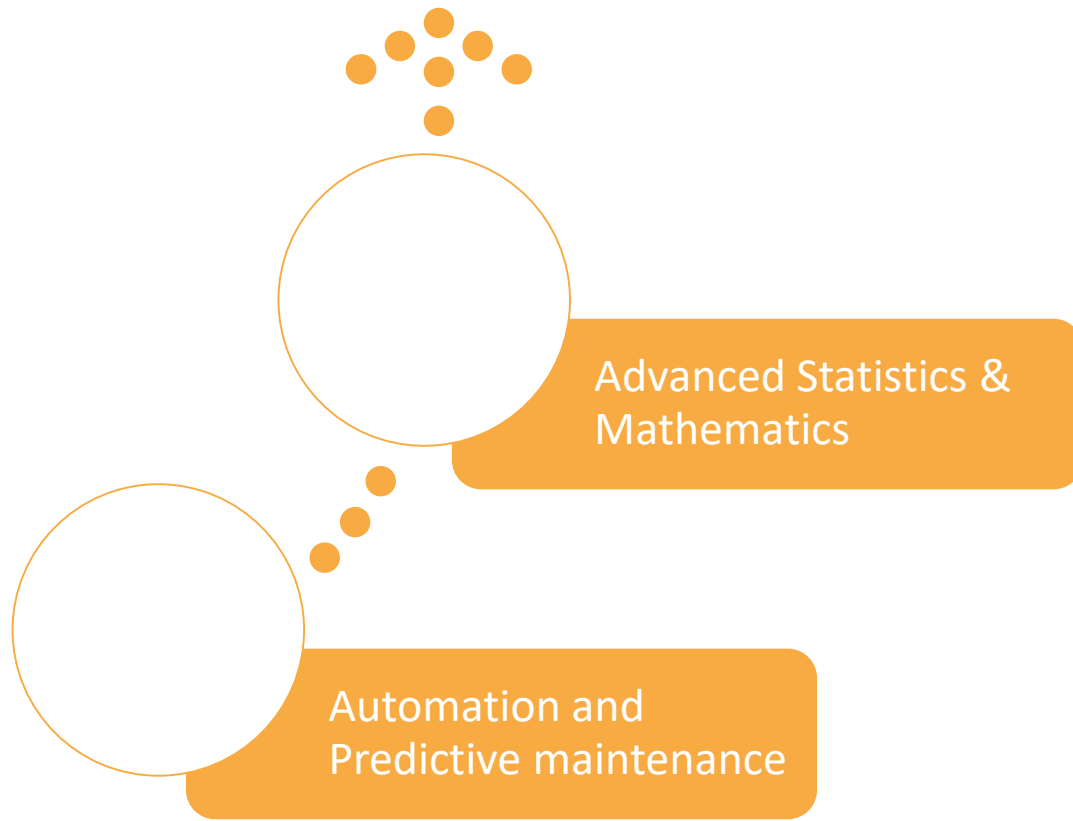 Advanced Statistics &
Mathematics
Automation and
Predictive maintenance